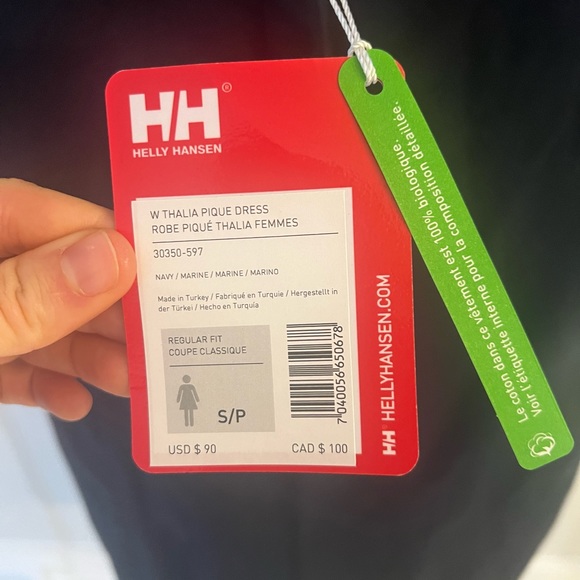 HH®
HELLY HANSEN
W THALIA PIQUE DRESS
ROBE PIQUÉ THALIA FEMMES
30350-597
NAVY / MARINE / MARINE / MARINO
Made in Turkey / Fabriqué en Turquie / Hergestellt in
der Türkei / Hecho en Turquía
REGULAR FIT
COUPE CLASSIQUE
S/P
7040056650678
USD $ 90
CAD $ 100
HH HELLYHANSEN.COM
Le coton dans ce vêtement est 100% biologique.
Voir l'étiquette interne pour la composition détaillée.